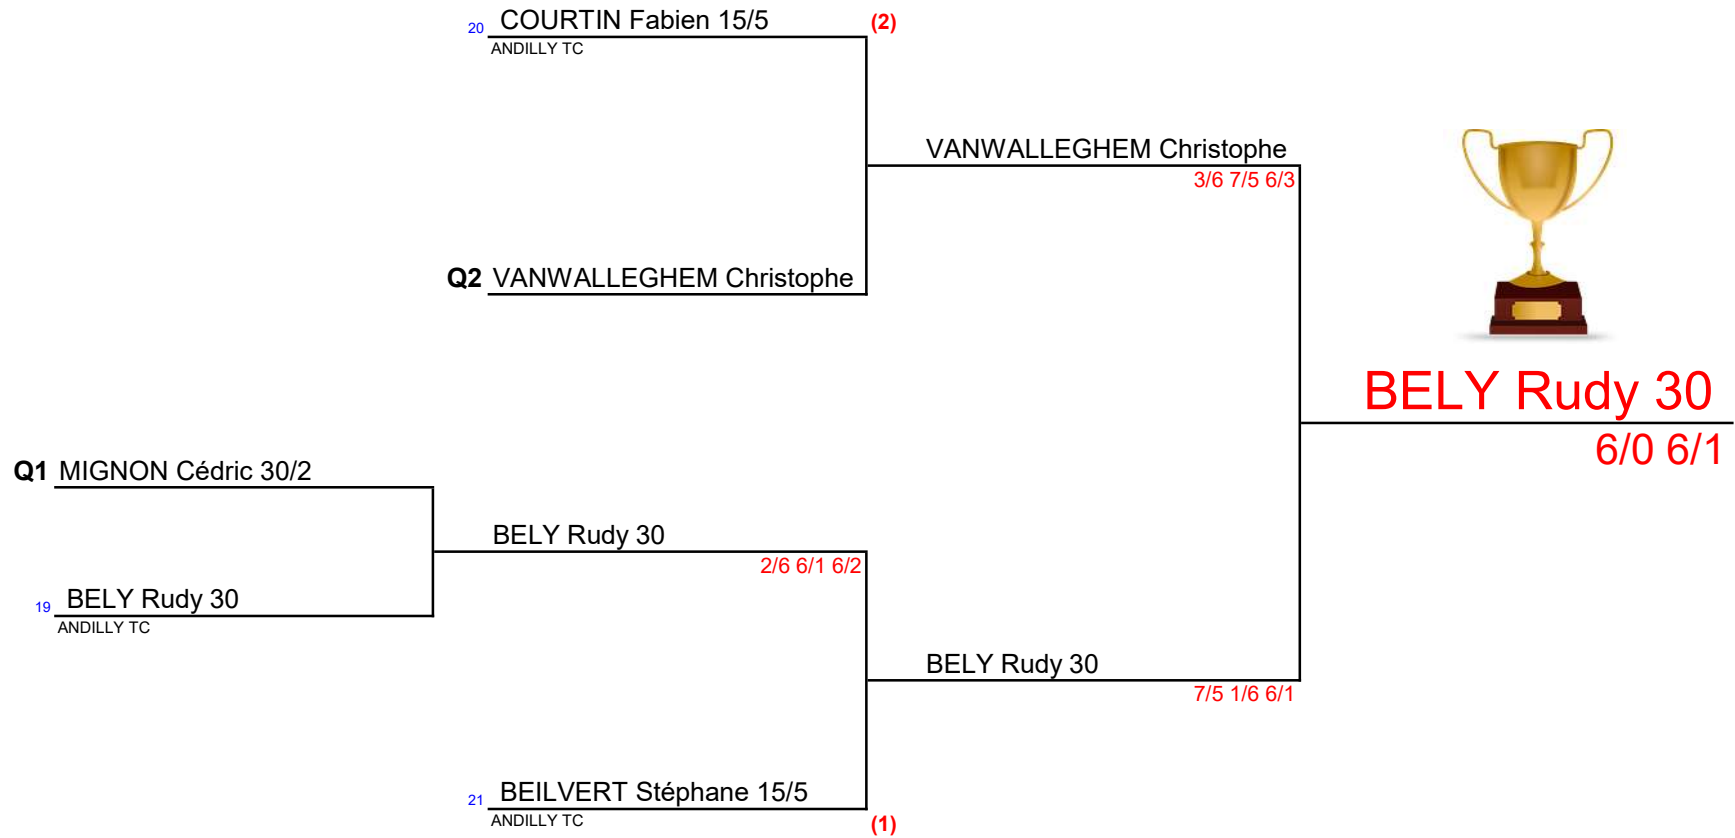 20 COURTIN Fabien 15/5 (2)
ANDILLY TC
VANWALLEGHEM Christophe
3/6 7/5 6/3
Q2 VANWALLEGHEM Christophe
BELY Rudy 30
6/0 6/1
Q1 MIGNON Cédric 30/2
BELY Rudy 30
2/6 6/1 6/2
19 BELY Rudy 30
ANDILLY TC
BELY Rudy 30
7/5 1/6 6/1
21 BEILVERT Stéphane 15/5
ANDILLY TC (1)